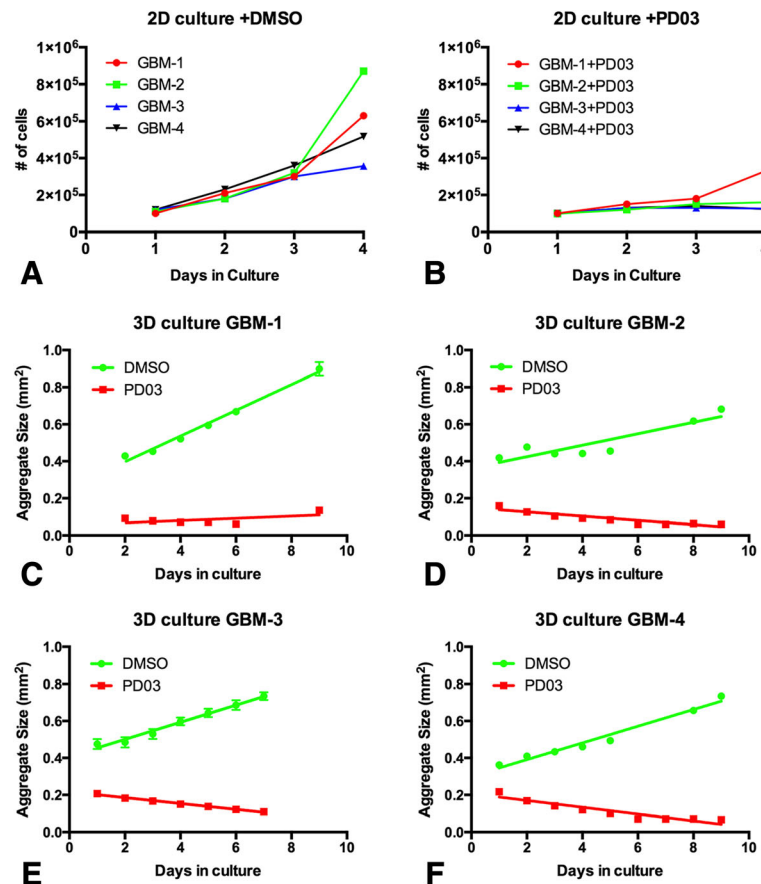 2D culture +DMSO
1×10⁶
8×10⁵
6×10⁵
4×10⁵
2×10⁵
0
# of cells
GBM-1
GBM-2
GBM-3
GBM-4
0 1 2 3 4
Days in Culture
A
2D culture +PD03
1×10⁶
8×10⁵
6×10⁵
4×10⁵
2×10⁵
0
# of cells
GBM-1+PD03
GBM-2+PD03
GBM-3+PD03
GBM-4+PD03
0 1 2 3
Days in Culture
B
3D culture GBM-1
1.0
0.8
0.6
0.4
0.2
0.0
Aggregate Size (mm²)
DMSO
PD03
0 2 4 6 8 10
Days in culture
C
3D culture GBM-2
1.0
0.8
0.6
0.4
0.2
0.0
Aggregate Size (mm²)
DMSO
PD03
0 2 4 6 8 10
Days in culture
D
3D culture GBM-3
1.0
0.8
0.6
0.4
0.2
0.0
Aggregate Size (mm²)
DMSO
PD03
0 2 4 6 8 10
Days in culture
E
3D culture GBM-4
1.0
0.8
0.6
0.4
0.2
0.0
Aggregate Size (mm²)
DMSO
PD03
0 2 4 6 8 10
Days in culture
F